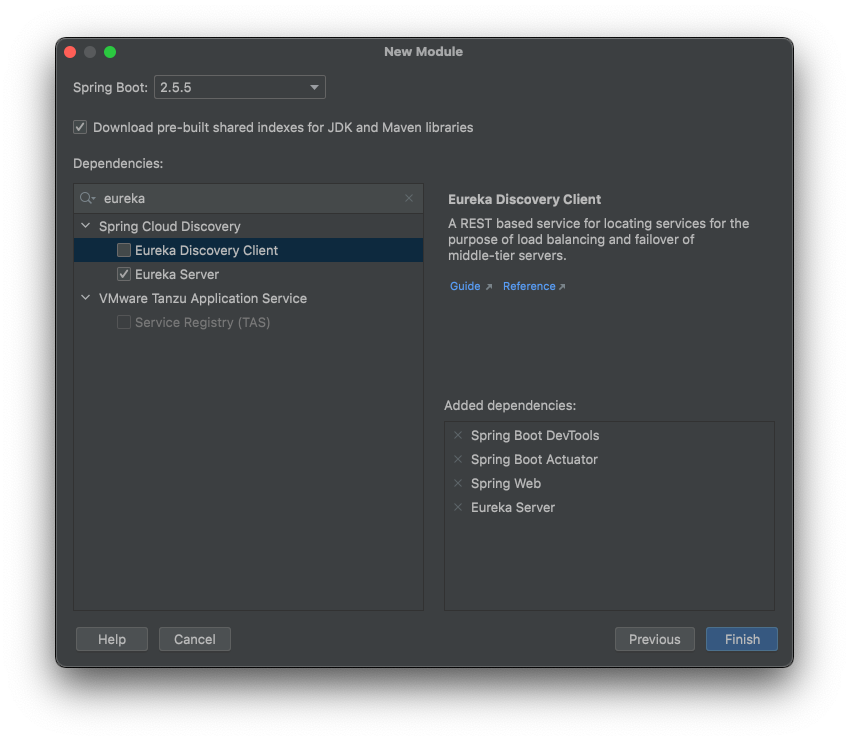 New Module
Spring Boot: 2.5.5
Download pre-built shared indexes for JDK and Maven libraries
Dependencies:
eureka
Spring Cloud Discovery
Eureka Discovery Client
Eureka Server
VMware Tanzu Application Service
Service Registry (TAS)
Eureka Discovery Client
A REST based service for locating services for the
purpose of load balancing and failover of
middle-tier servers.
Guide Reference
Added dependencies:
Spring Boot DevTools
Spring Boot Actuator
Spring Web
Eureka Server
Help Cancel Previous Finish